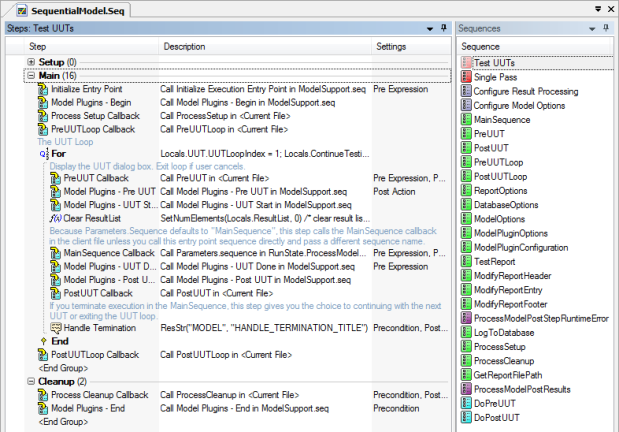 SequentialModel.Seq
Steps: Test UUTs
Step Description Settings
Setup (0)
Main (16)
Initialize Entry Point Call Initialize Execution Entry Point in ModelSupport.seq Pre Expression
Model Plugins - Begin Call Model Plugins - Begin in ModelSupport.seq
Process Setup Callback Call ProcessSetup in <Current File>
PreUUTLoop Callback Call PreUUTLoop in <Current File>
The UUT Loop
For Locals.UUT.UUTLoopIndex = 1; Locals.ContinueTesti...
Display the UUT dialog box. Exit loop if user cancels.
PreUUT Callback Call PreUUT in <Current File> Pre Expression, P...
Model Plugins - Pre UUT Call Model Plugins - Pre UUT in ModelSupport.seq Post Action
Model Plugins - UUT St... Call Model Plugins - UUT Start in ModelSupport.seq
f(x) Clear ResultList SetNumElements(Locals.ResultList, 0) /* clear result lis...
Because Parameters.Sequence defaults to "MainSequence", this step calls the MainSequence callback
in the client file unless you call this entry point sequence directly and pass a different sequence name.
MainSequence Callback Call Parameters.sequence in RunState.ProcessModel... Pre Expression, P...
Model Plugins - UUT D... Call Model Plugins - UUT Done in ModelSupport.seq Pre Expression
Model Plugins - Post U... Call Model Plugins - Post UUT in ModelSupport.seq
PostUUT Callback Call PostUUT in <Current File>
If you terminate execution in the MainSequence, this step gives you the choice to continuing with the next
UUT or exiting the UUT loop.
Handle Termination ResStr("MODEL", "HANDLE_TERMINATION_TITLE") Precondition, Post...
End
PostUUTLoop Callback Call PostUUTLoop in <Current File>
<End Group>
Cleanup (2)
Process Cleanup Callback Call ProcessCleanup in <Current File> Precondition, Post...
Model Plugins - End Call Model Plugins - End in ModelSupport.seq Precondition
<End Group>
Sequences
Sequence
Test UUTs
Single Pass
Configure Result Processing
Configure Model Options
MainSequence
PreUUT
PostUUT
PreUUTLoop
PostUUTLoop
ReportOptions
DatabaseOptions
ModelOptions
ModelPluginOptions
ModelPluginConfiguration
TestReport
ModifyReportHeader
ModifyReportEntry
ModifyReportFooter
ProcessModelPostStepRuntimeError
LogToDatabase
ProcessSetup
ProcessCleanup
GetReportFilePath
ProcessModelPostResults
DoPreUUT
DoPostUUT